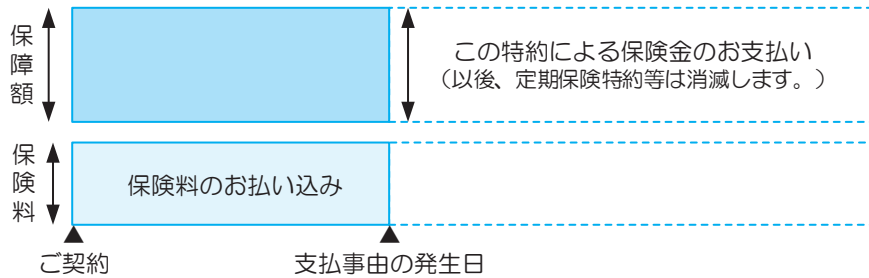 保障額
この特約による保険金のお支払い
（以後、定期保険特約等は消滅します。）
保険料
保険料のお払い込み
ご契約
支払事由の発生日